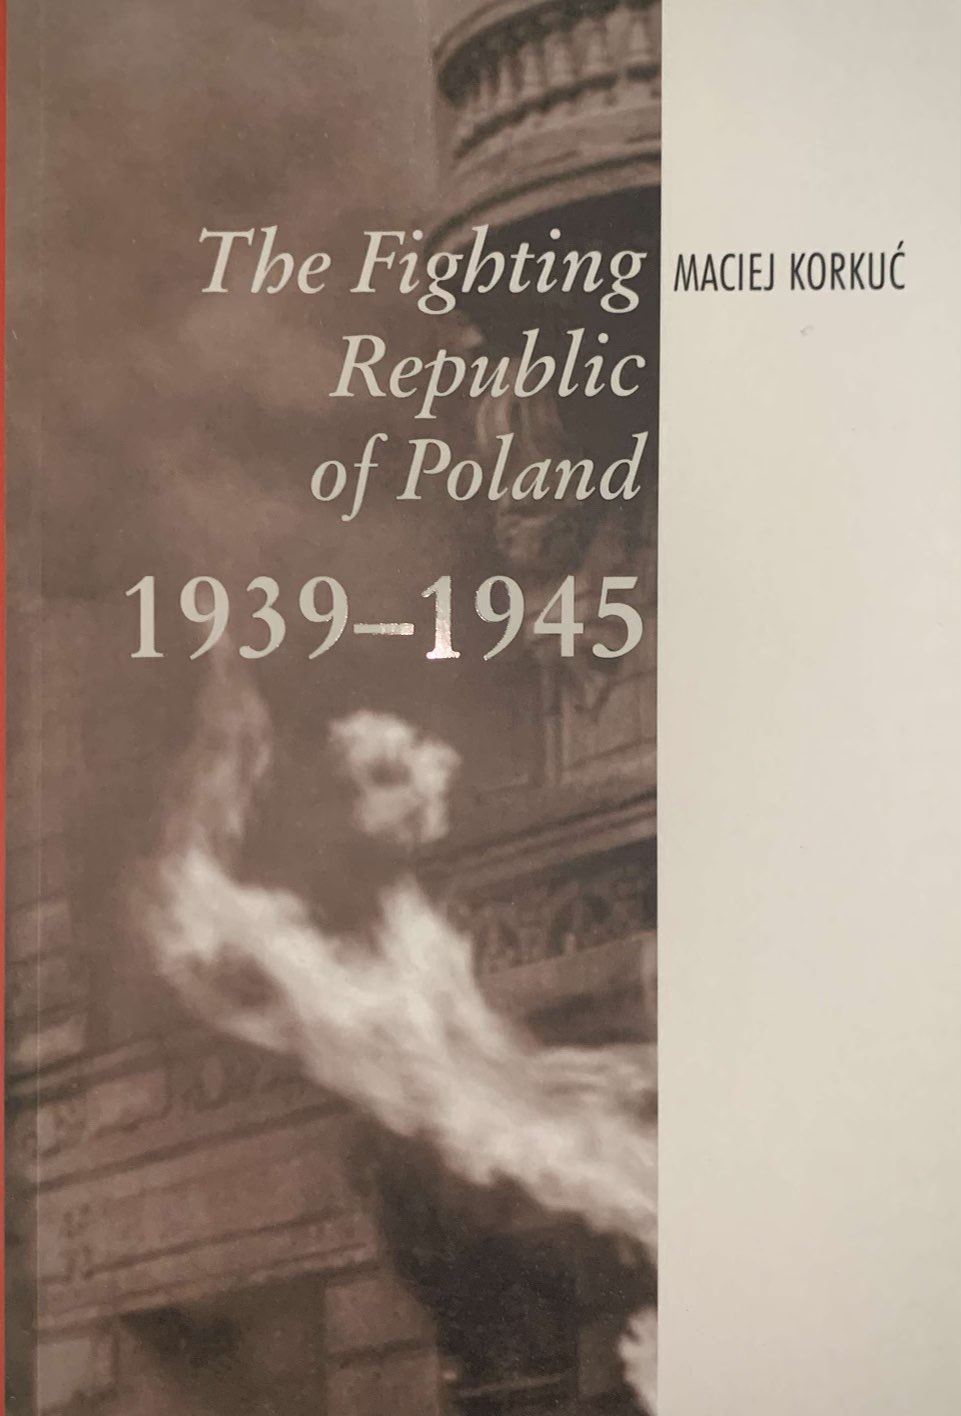 The Fighting
Republic
of Poland
1939–1945
MACIEJ KORKUĆ